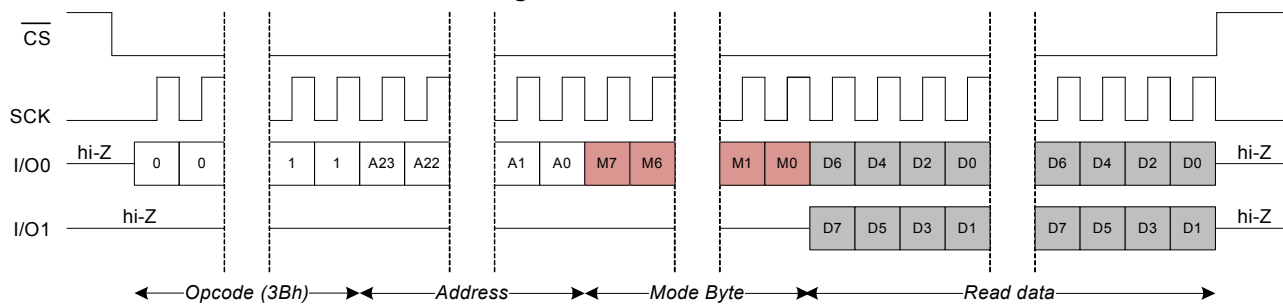 g
CS
SCK
I/O0 hi-Z 0 0 1 1 A23 A22 A1 A0 M7 M6 M1 M0 D6 D4 D2 D0 D6 D4 D2 D0 hi-Z
I/O1 hi-Z D7 D5 D3 D1 D7 D5 D3 D1 hi-Z
Opcode (3Bh) Address Mode Byte Read data